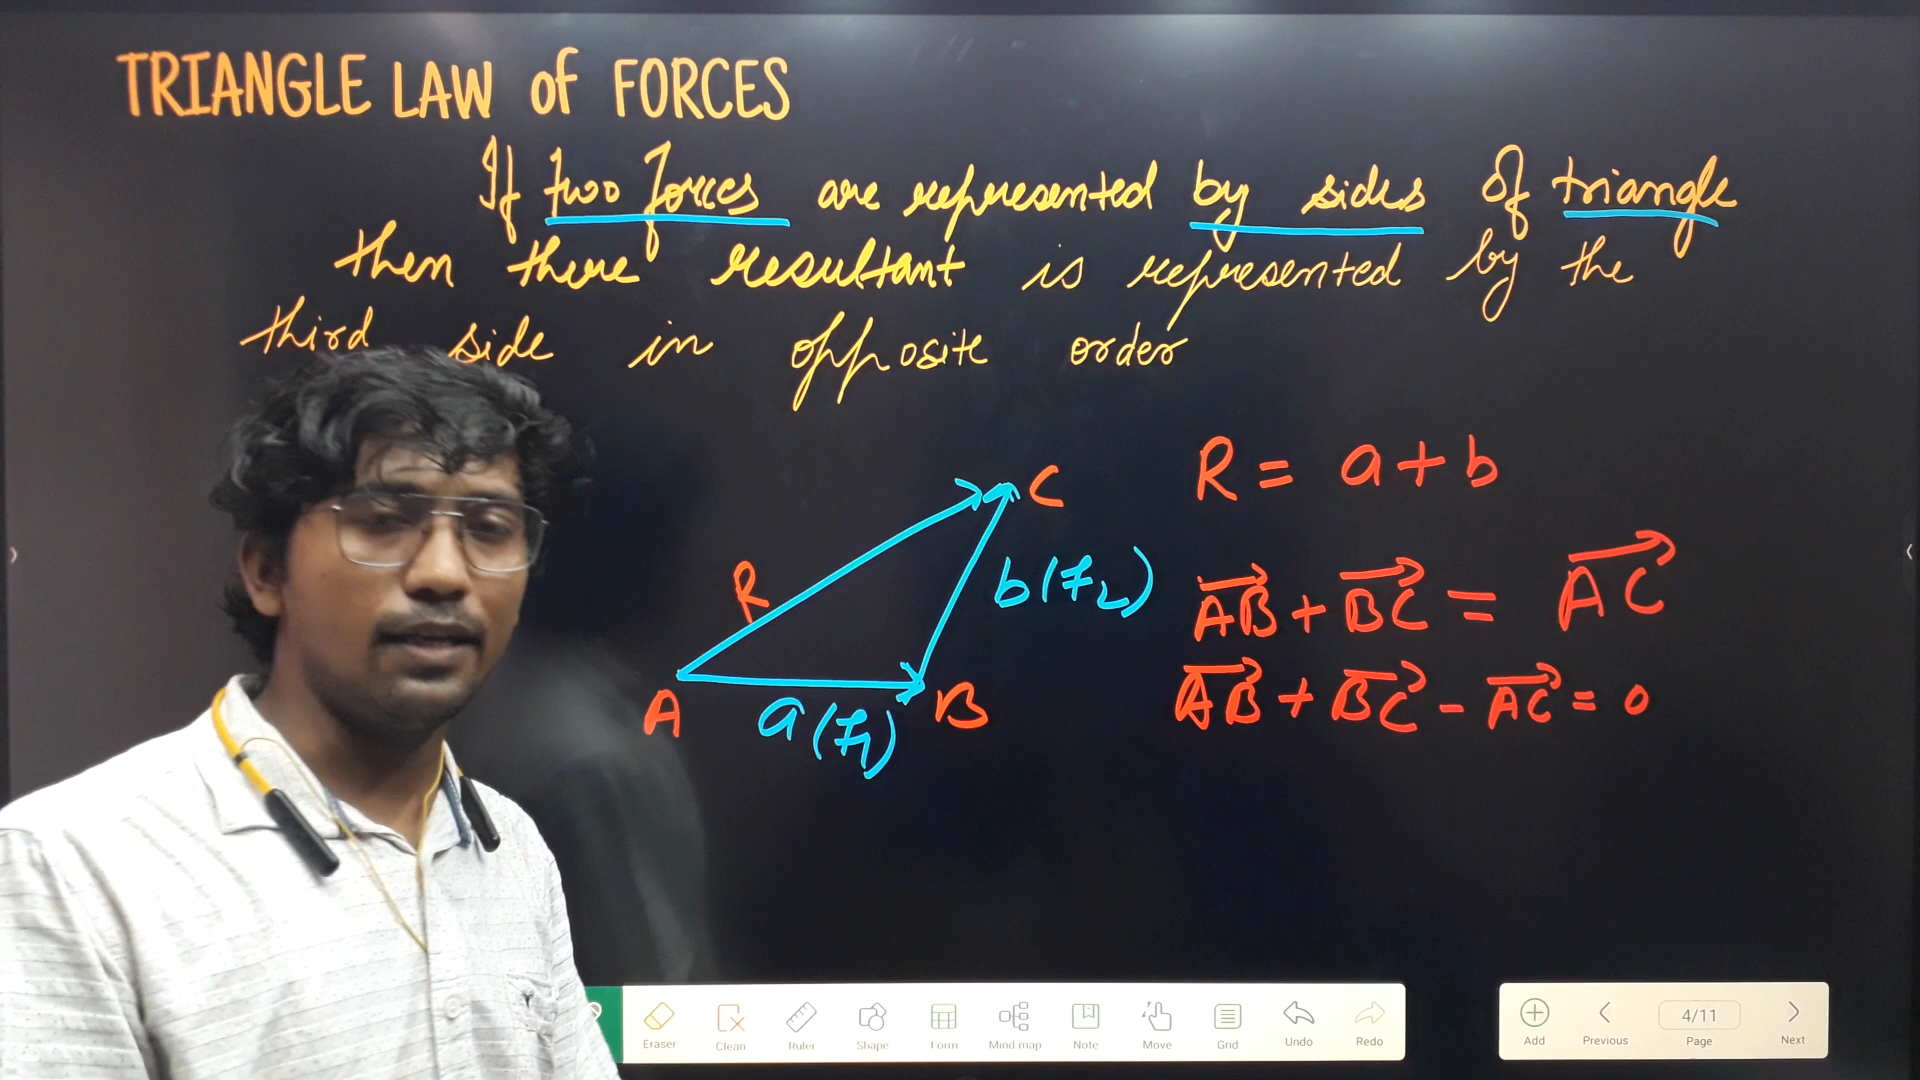 TRIANGLE LAW of FORCES
If two forces are represented by sides of triangle
then there resultant is represented by the
third side in opposite order
R = a + b
C
R
b(f2)
AB + BC = AC
A
a(f1)
B
AB + BC - AC = 0
Eraser Clean Ruler Shape Form Mind map Note Move Grid Undo Redo
Add Previous 4/11 Page Next